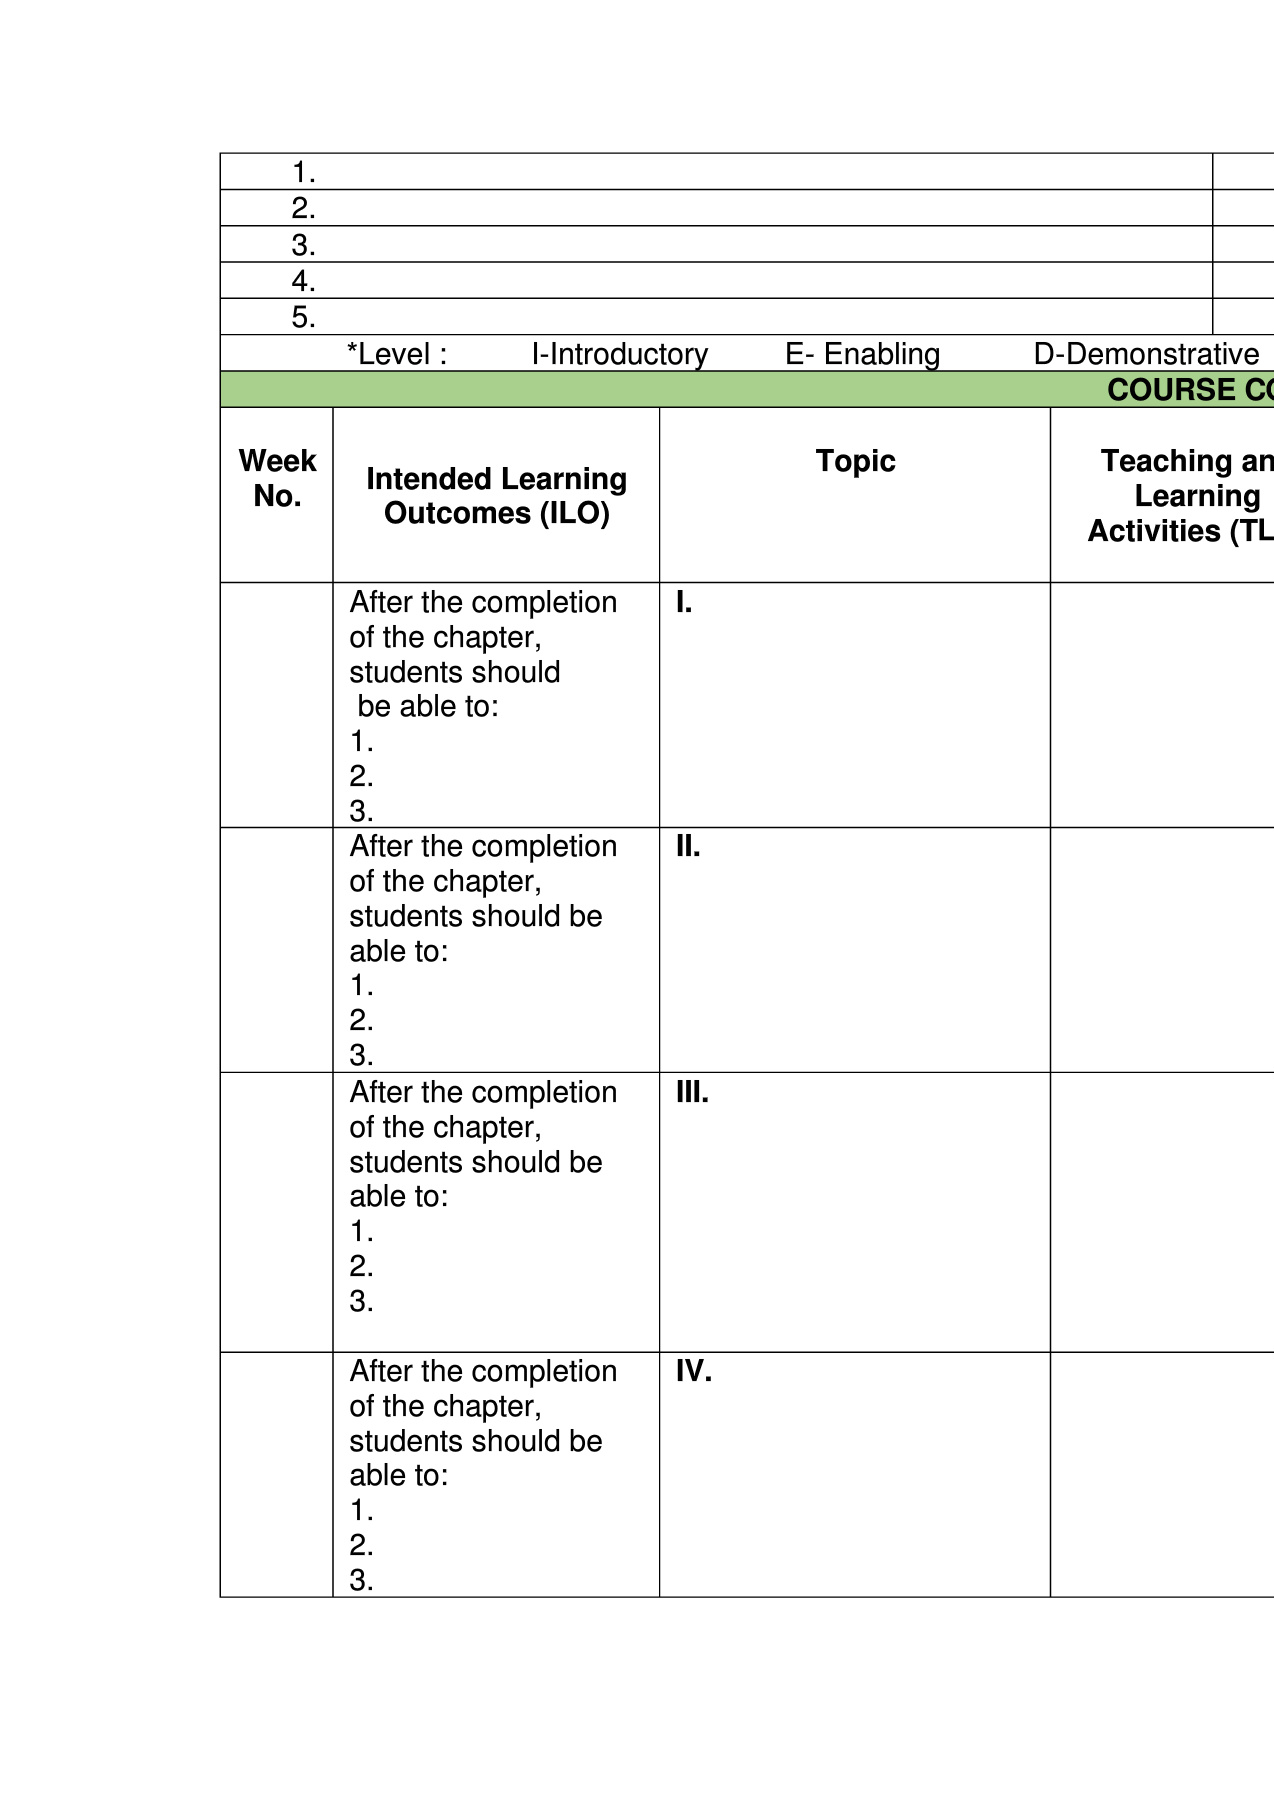 1.
2.
3.
4.
5.
*Level : I-Introductory E- Enabling D-Demonstrative
COURSE
Week
No.
Intended Learning
Outcomes (ILO)
Topic
Teaching
Learning
Activities
After the completion
of the chapter,
students should
be able to:
1.
2.
3.
I.
After the completion
of the chapter,
students should be
able to:
1.
2.
3.
II.
After the completion
of the chapter,
students should be
able to:
1.
2.
3.
III.
After the completion
of the chapter,
students should be
able to:
1.
2.
3.
IV.